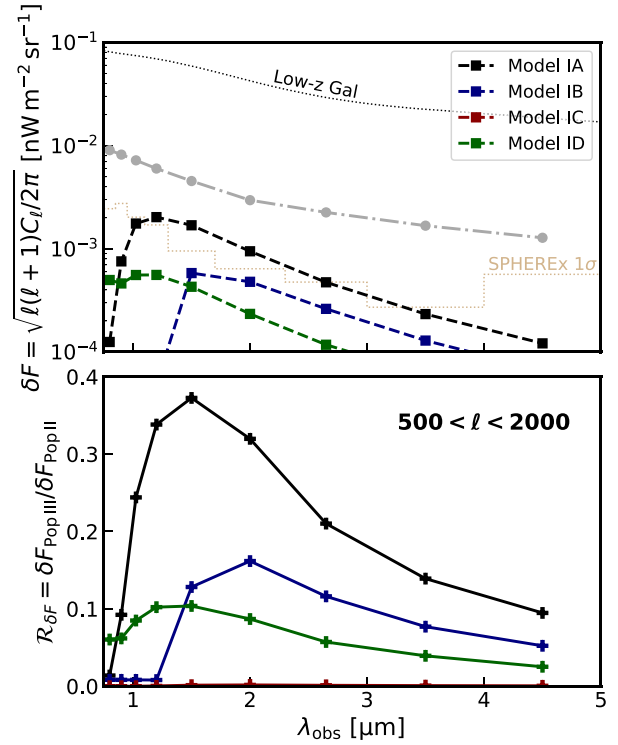 δF = √ℓ(ℓ + 1)Cℓ/2π [nW m⁻² sr⁻¹]
10⁻¹
10⁻²
10⁻³
10⁻⁴
Low-z Gal
Model IA
Model IB
Model IC
Model ID
SPHEREx 1σ
ℛ_δF = δF_Pop III/δF_Pop II
0.4
0.3
0.2
0.1
0.0
500 < ℓ < 2000
1 2 3 4 5
λ_obs [μm]